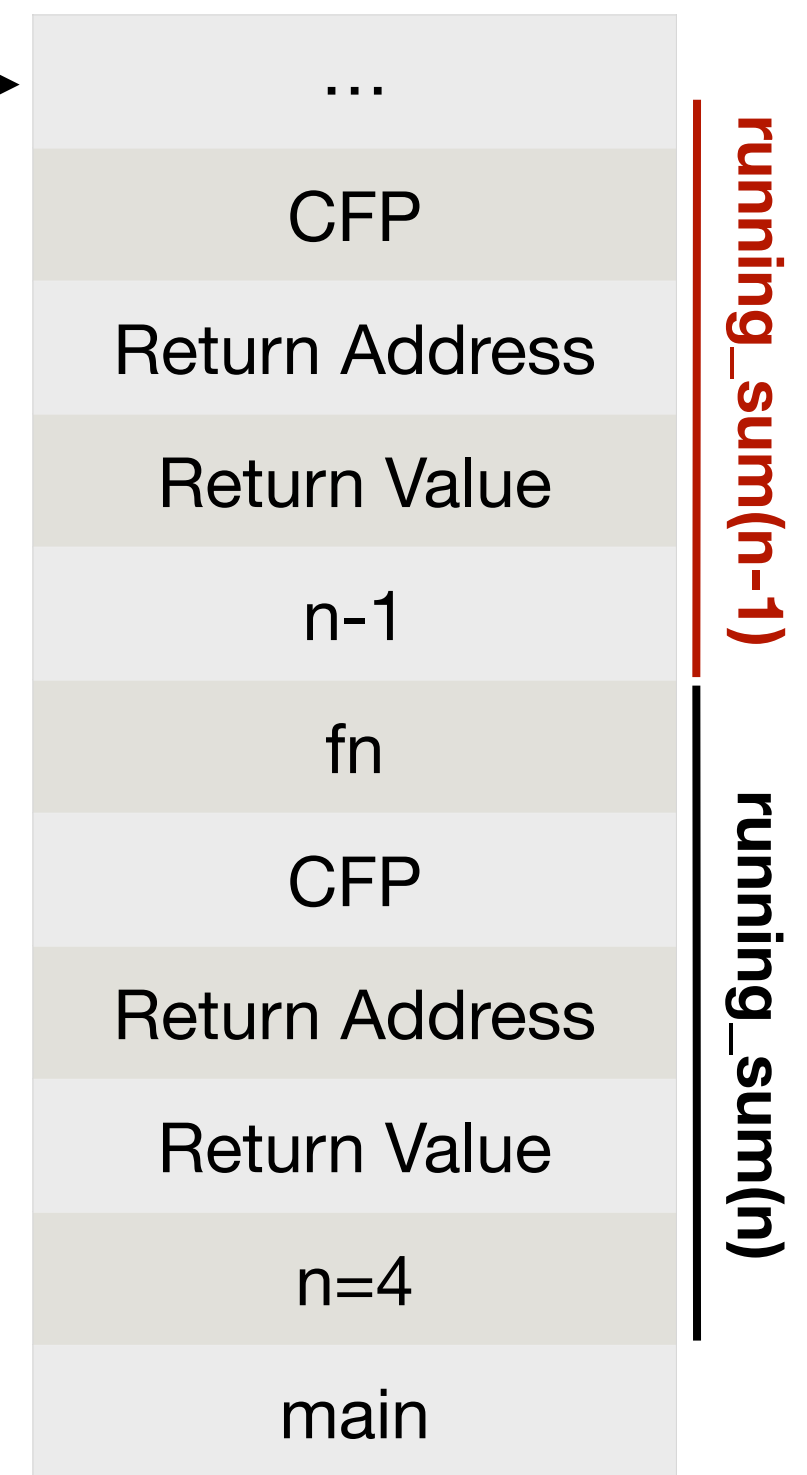 ...
CFP
Return Address
Return Value
n-1
fn
CFP
Return Address
Return Value
n=4
main
running_sum(n-1)
running_sum(n)